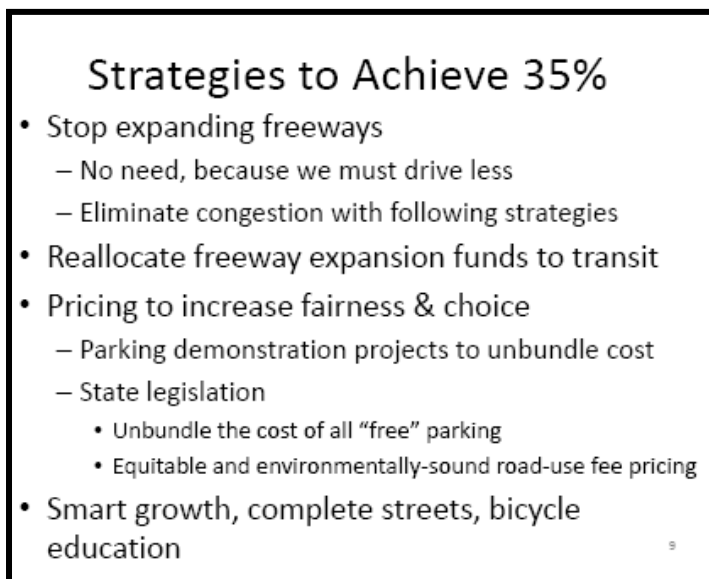 Strategies to Achieve 35%
• Stop expanding freeways
– No need, because we must drive less
– Eliminate congestion with following strategies
• Reallocate freeway expansion funds to transit
• Pricing to increase fairness & choice
– Parking demonstration projects to unbundle cost
– State legislation
• Unbundle the cost of all “free” parking
• Equitable and environmentally-sound road-use fee pricing
• Smart growth, complete streets, bicycle
education
9